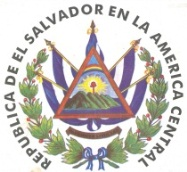 REPUBLICA DE EL SALVADOR EN LA AMERICA CENTRAL